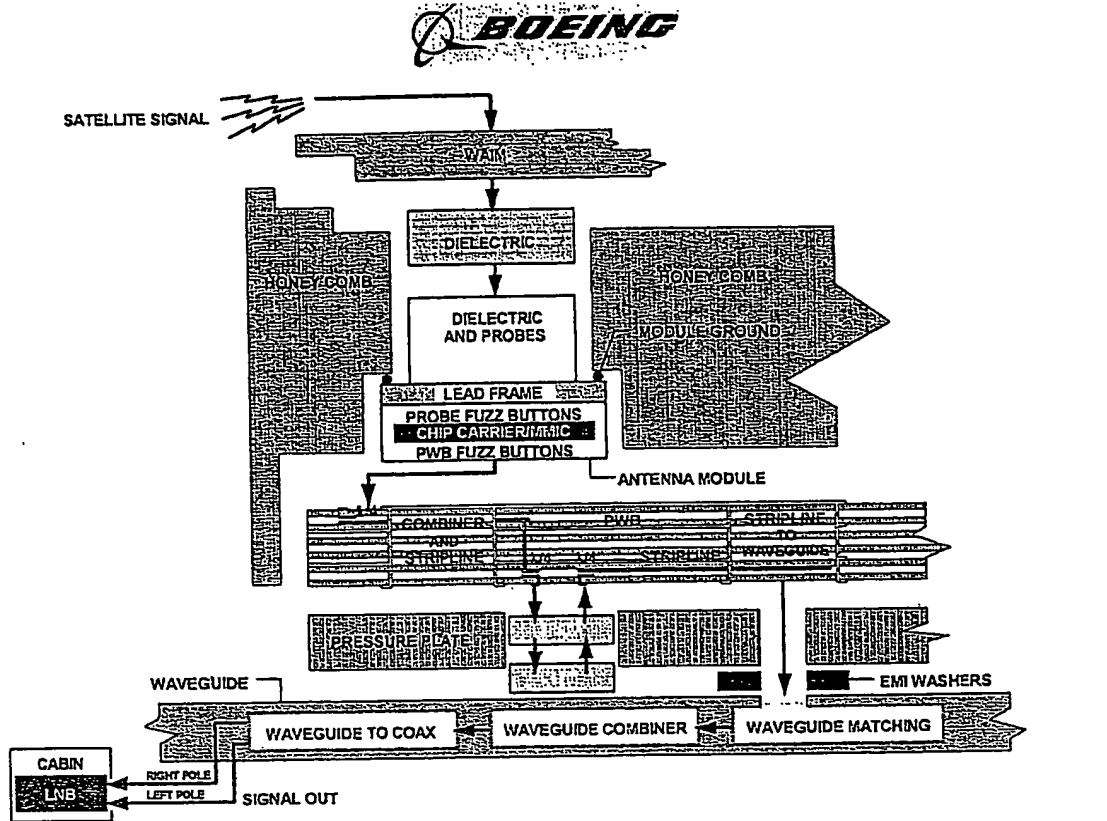 BOEING
SATELLITE SIGNAL
WAIM
DIELECTRIC
HONEY COMB
HONEY COMB
DIELECTRIC
AND PROBES
MODULE GROUND
LEAD FRAME
PROBE FUZZ BUTTONS
CHIP CARRIER/MMIC
PWB FUZZ BUTTONS
ANTENNA MODULE
COMBINER
AND
STRIPLINE
PWB
STRIPLINE
STRIPLINE
TO
WAVEGUIDE
PRESSURE PLATE
WAVEGUIDE
EMI WASHERS
WAVEGUIDE TO COAX
WAVEGUIDE COMBINER
WAVEGUIDE MATCHING
CABIN
LNB
RIGHT POLE
LEFT POLE
SIGNAL OUT